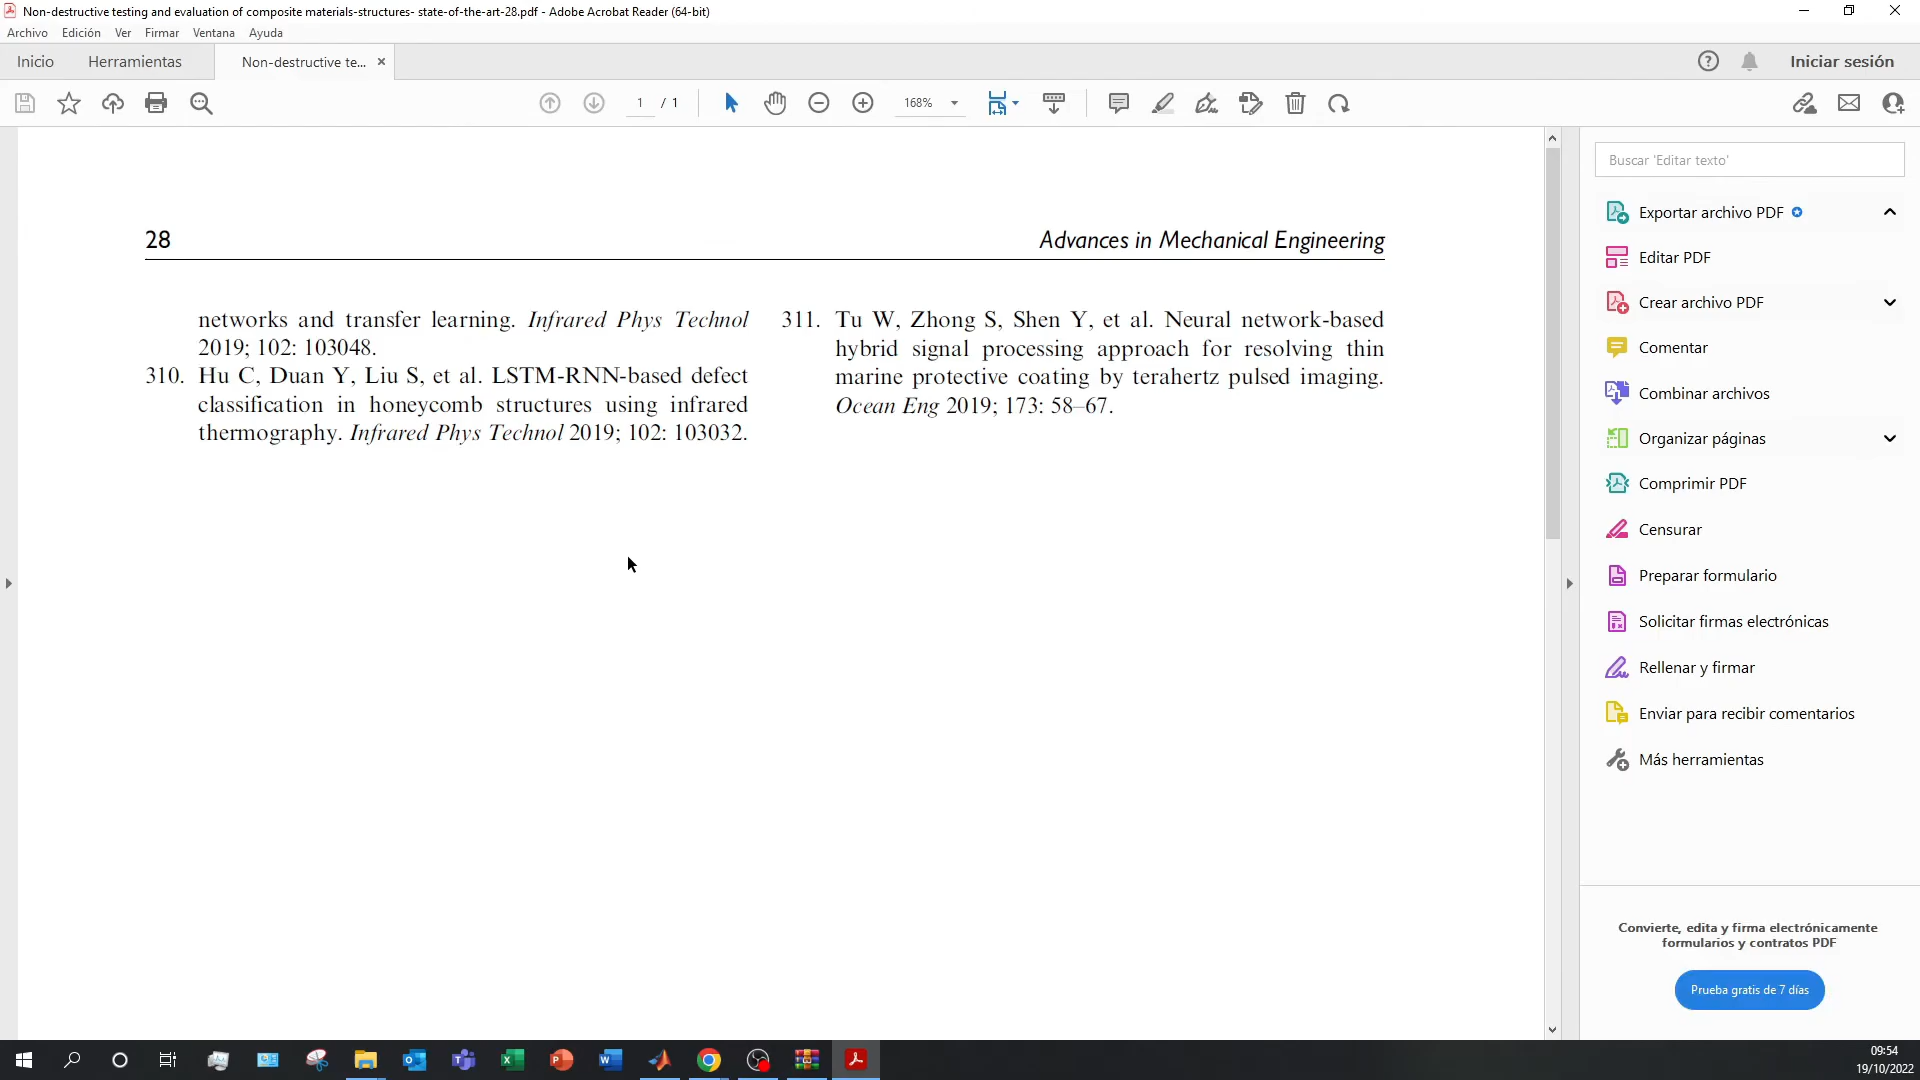 Non-destructive testing and evaluation of composite materials-structures- state-of-the-art-28.pdf - Adobe Acrobat Reader (64-bit)
Archivo Edición Ver Firmar Ventana Ayuda
Inicio Herramientas Non-destructive te... Iniciar sesión
1 / 1 168%
28 Advances in Mechanical Engineering
networks and transfer learning. Infrared Phys Technol
2019; 102: 103048.
310. Hu C, Duan Y, Liu S, et al. LSTM-RNN-based defect
classification in honeycomb structures using infrared
thermography. Infrared Phys Technol 2019; 102: 103032.
311. Tu W, Zhong S, Shen Y, et al. Neural network-based
hybrid signal processing approach for resolving thin
marine protective coating by terahertz pulsed imaging.
Ocean Eng 2019; 173: 58–67.
Buscar 'Editar texto'
Exportar archivo PDF
Editar PDF
Crear archivo PDF
Comentar
Combinar archivos
Organizar páginas
Comprimir PDF
Censurar
Preparar formulario
Solicitar firmas electrónicas
Rellenar y firmar
Enviar para recibir comentarios
Más herramientas
Convierte, edita y firma electrónicamente
formularios y contratos PDF
Prueba gratis de 7 días
09:54
19/10/2022